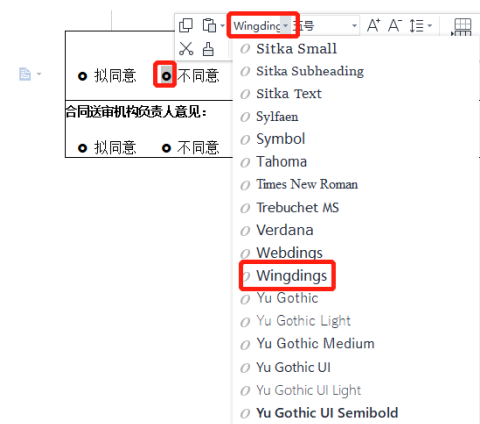 Wingding 五号 A+ A-
拟同意 不同意
合同送审机构负责人意见：
拟同意 不同意
Sitka Small
Sitka Subheading
Sitka Text
Sylfaen
Symbol
Tahoma
Times New Roman
Trebuchet MS
Verdana
Webdings
Wingdings
Yu Gothic
Yu Gothic Light
Yu Gothic Medium
Yu Gothic UI
Yu Gothic UI Light
Yu Gothic UI Semibold